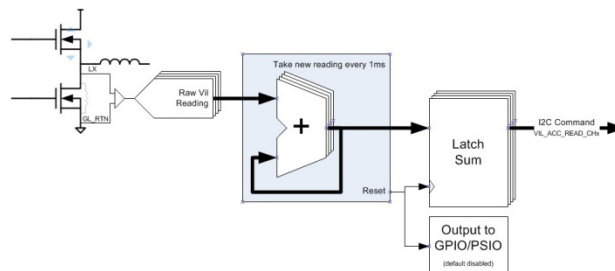 Take new reading every 1ms
LX
Raw Vil
Reading
GL_RTN
+
Latch
Sum
I2C Command
VIL_ACC_READ_CHx
Reset
Output to
GPIO/PSIO
(default disabled)